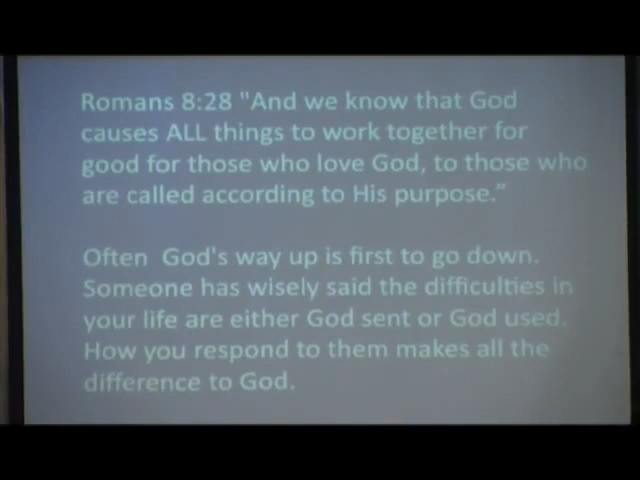 Romans 8:28 "And we know that God
causes ALL things to work together for
good for those who love God, to those who
are called according to His purpose.”
Often  God's way up is first to go down.
Someone has wisely said the difficulties in
your life are either God sent or God used.
How you respond to them makes all the
difference to God.